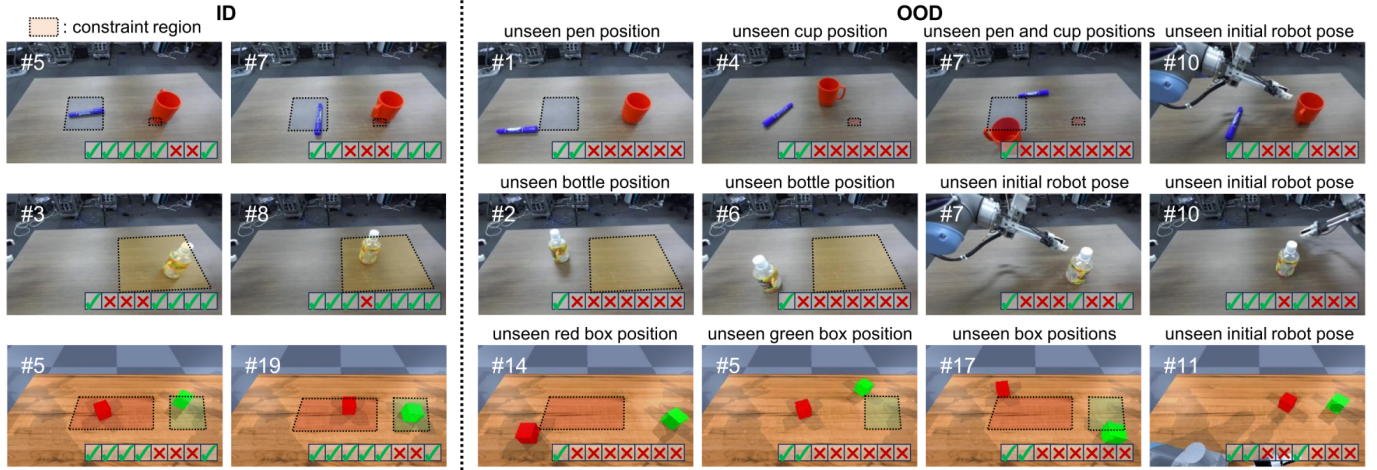 ID
OOD
: constraint region
unseen pen position
unseen cup position
unseen pen and cup positions
unseen initial robot pose
#5
#7
#1
#4
#7
#10
unseen bottle position
unseen bottle position
unseen initial robot pose
unseen initial robot pose
#3
#8
#2
#6
#7
#10
unseen red box position
unseen green box position
unseen box positions
unseen initial robot pose
#5
#19
#14
#5
#17
#11